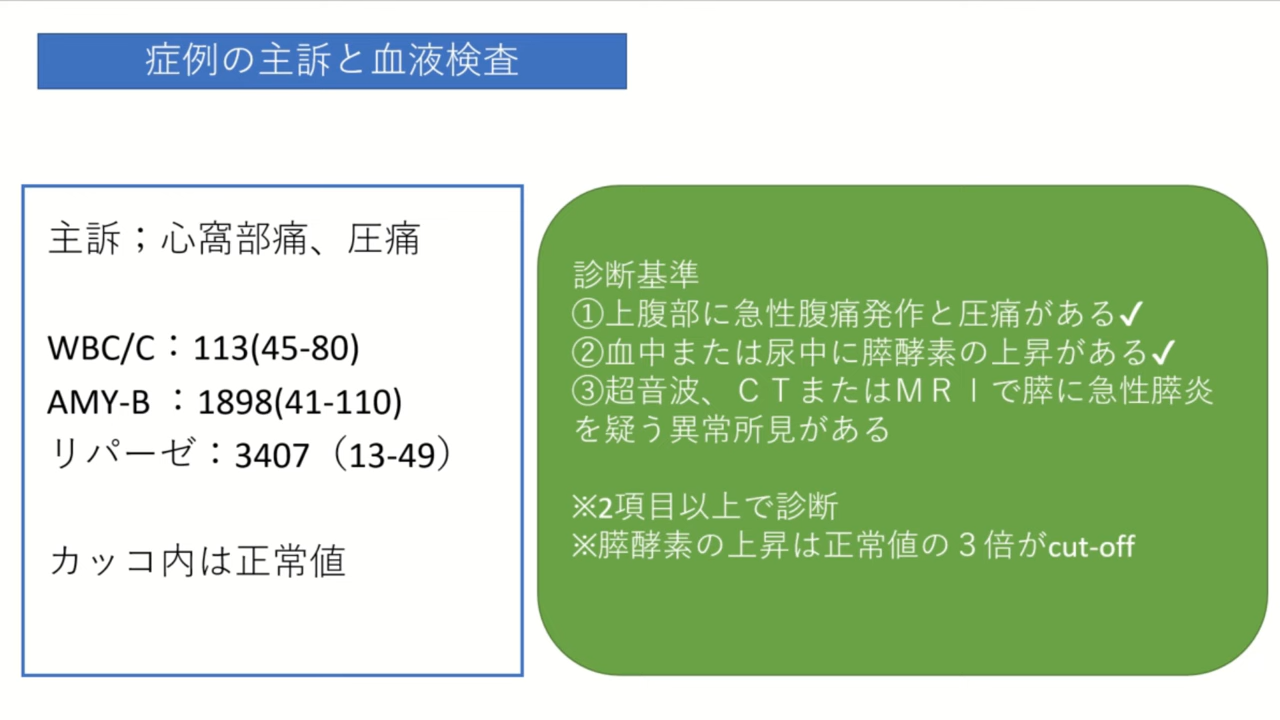 症例の主訴と血液検査
主訴；心窩部痛、圧痛
WBC/C：113(45-80)
AMY-B ：1898(41-110)
リパーゼ：3407（13-49）
カッコ内は正常値
診断基準
①上腹部に急性腹痛発作と圧痛がある✓
②血中または尿中に膵酵素の上昇がある✓
③超音波、ＣＴまたはＭＲＩで膵に急性膵炎
を疑う異常所見がある
※2項目以上で診断
※膵酵素の上昇は正常値の３倍がcut-off